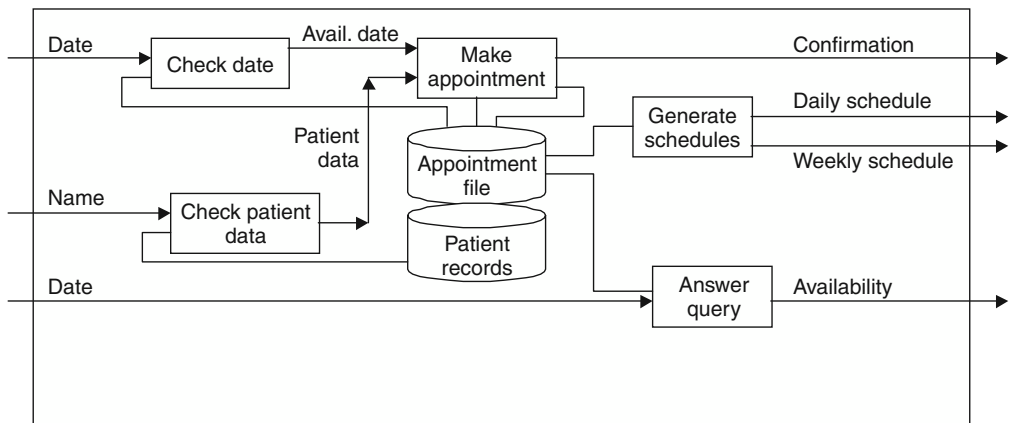 Date
Check date
Avail. date
Make
appointment
Confirmation
Generate
schedules
Daily schedule
Weekly schedule
Patient
data
Appointment
file
Name
Check patient
data
Patient
records
Date
Answer
query
Availability